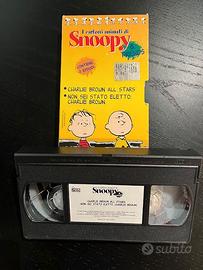 I cartoni animati di
Snoopy
• CHARLIE BROWN ALL STARS
• NON SEI STATO ELETTO,
CHARLIE BROWN
Snoopy
CHARLIE BROWN ALL STARS
NON SEI STATO ELETTO, CHARLIE BROWN
subito